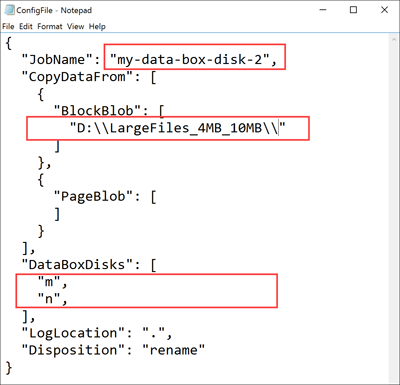 ConfigFile - Notepad
File Edit Format View Help
{
  "JobName": "my-data-box-disk-2",
  "CopyDataFrom": [
    {
      "BlockBlob": [
        "D:\\LargeFiles_4MB_10MB\\"
      ]
    },
    {
      "PageBlob": [
      ]
    }
  ],
  "DataBoxDisks": [
    "m",
    "n",
  ],
  "LogLocation": ".",
  "Disposition": "rename"
}